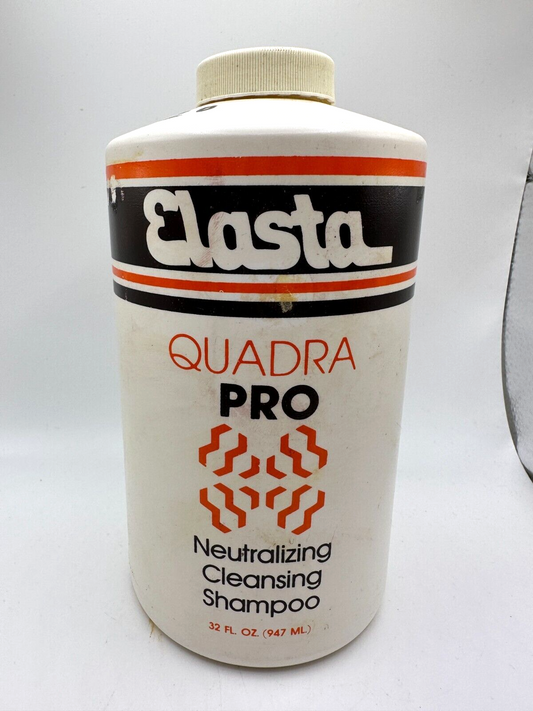 Elasta
QUADRA
PRO
Neutralizing
Cleansing
Shampoo
32 FL. OZ. (947 ML)